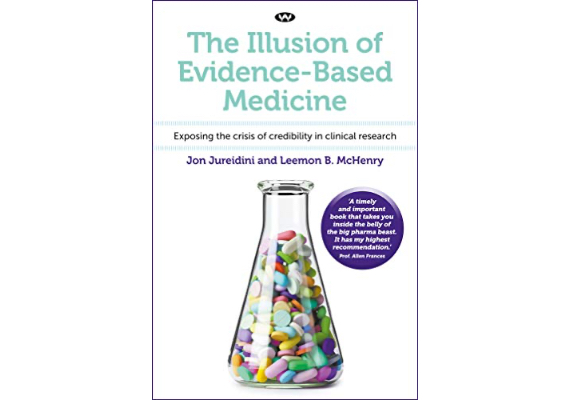 W
The Illusion of
Evidence-Based
Medicine
Exposing the crisis of credibility in clinical research
Jon Jureidini and Leemon B. McHenry
'A timely
and important
book that takes you
inside the belly of
the big pharma beast.
It has my highest
recommendation.'
Prof. Allen Frances